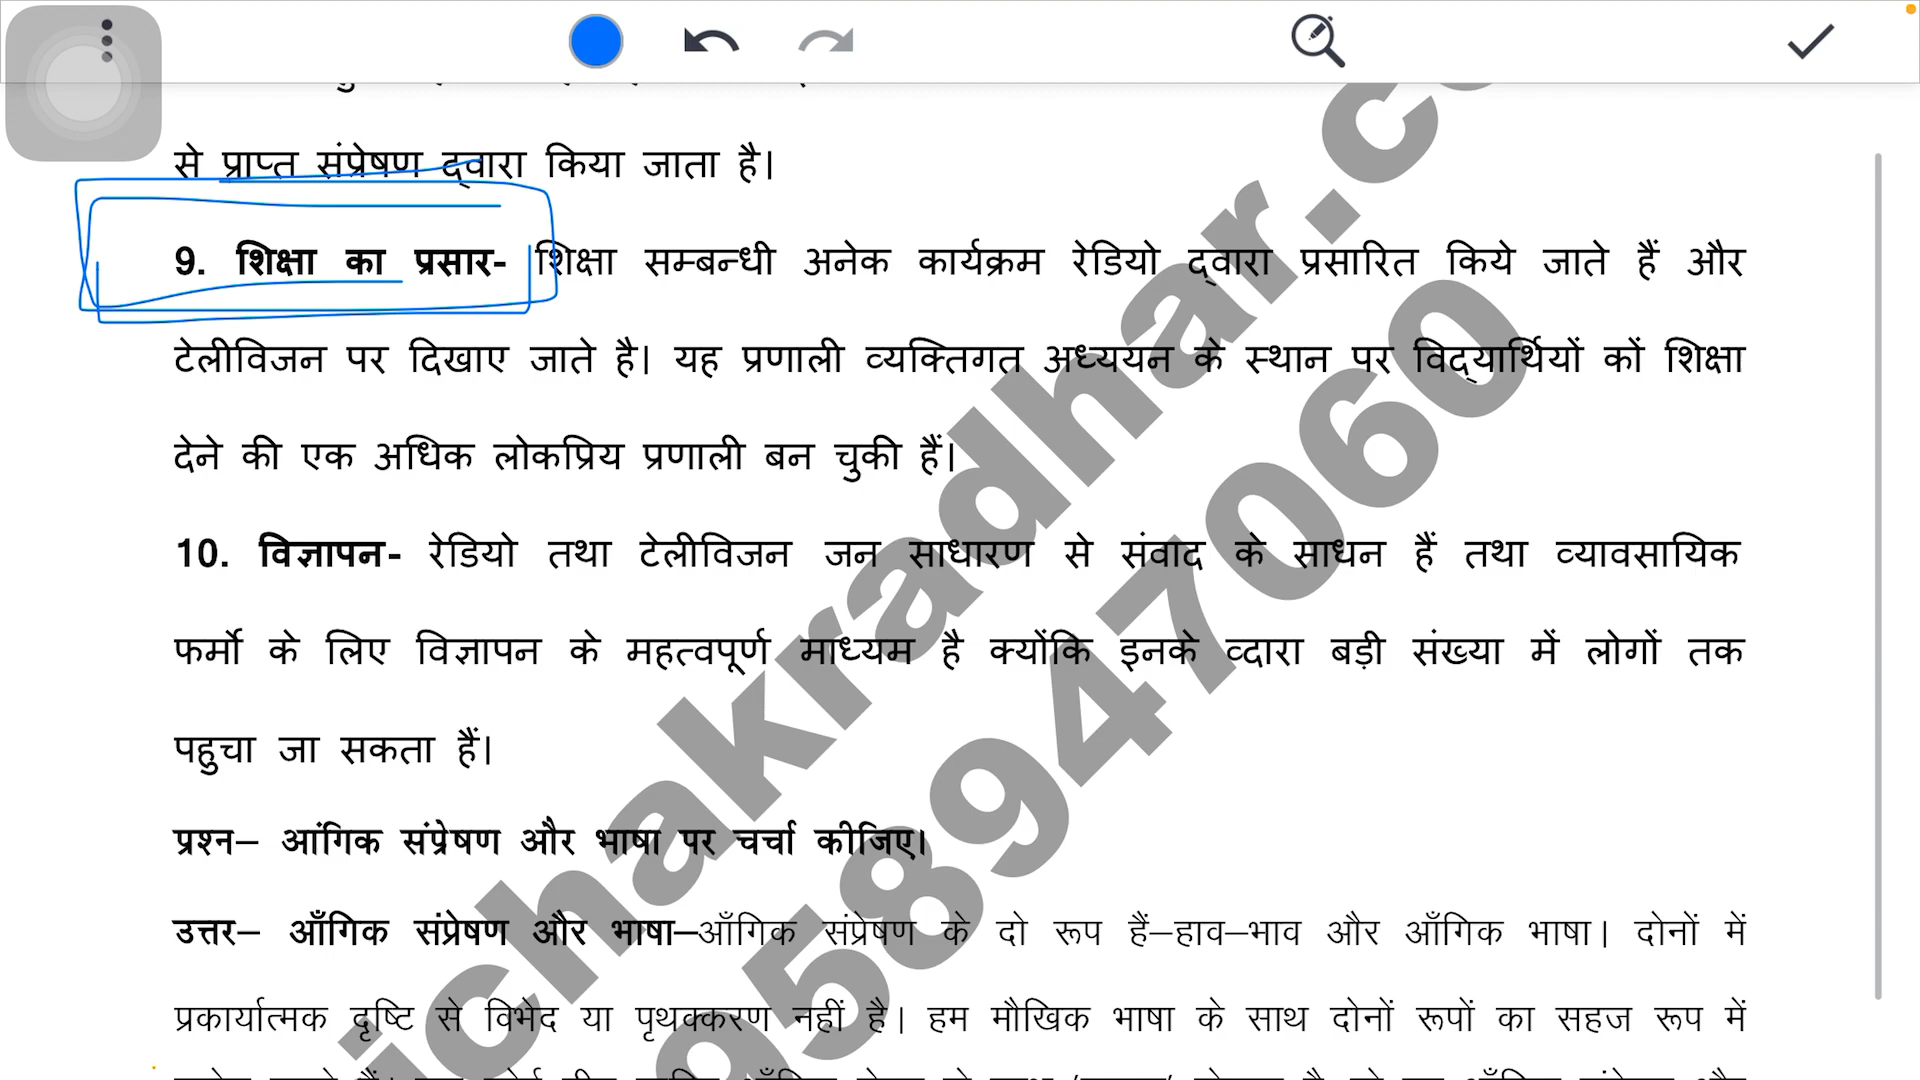 से प्राप्त संप्रेषण द्वारा किया जाता है।
9. शिक्षा का प्रसार- शिक्षा सम्बन्धी अनेक कार्यक्रम रेडियो द्वारा प्रसारित किये जाते हैं और
टेलीविजन पर दिखाए जाते है। यह प्रणाली व्यक्तिगत अध्ययन के स्थान पर विद्यार्थियों कों शिक्षा
देने की एक अधिक लोकप्रिय प्रणाली बन चुकी हैं।
10. विज्ञापन- रेडियो तथा टेलीविजन जन साधारण से संवाद के साधन हैं तथा व्यावसायिक
फर्मो के लिए विज्ञापन के महत्वपूर्ण माध्यम है क्योंकि इनके व्दारा बड़ी संख्या में लोगों तक
पहुचा जा सकता हैं।
प्रश्न– आंगिक संप्रेषण और भाषा पर चर्चा कीजिए।
उत्तर– आँगिक संप्रेषण और भाषा–आँगिक संप्रेषण के दो रूप हैं–हाव–भाव और आँगिक भाषा। दोनों में
प्रकार्यात्मक दृष्टि से विभेद या पृथक्करण नहीं है। हम मौखिक भाषा के साथ दोनों रूपों का सहज रूप में
ichakradhar.c
958947060